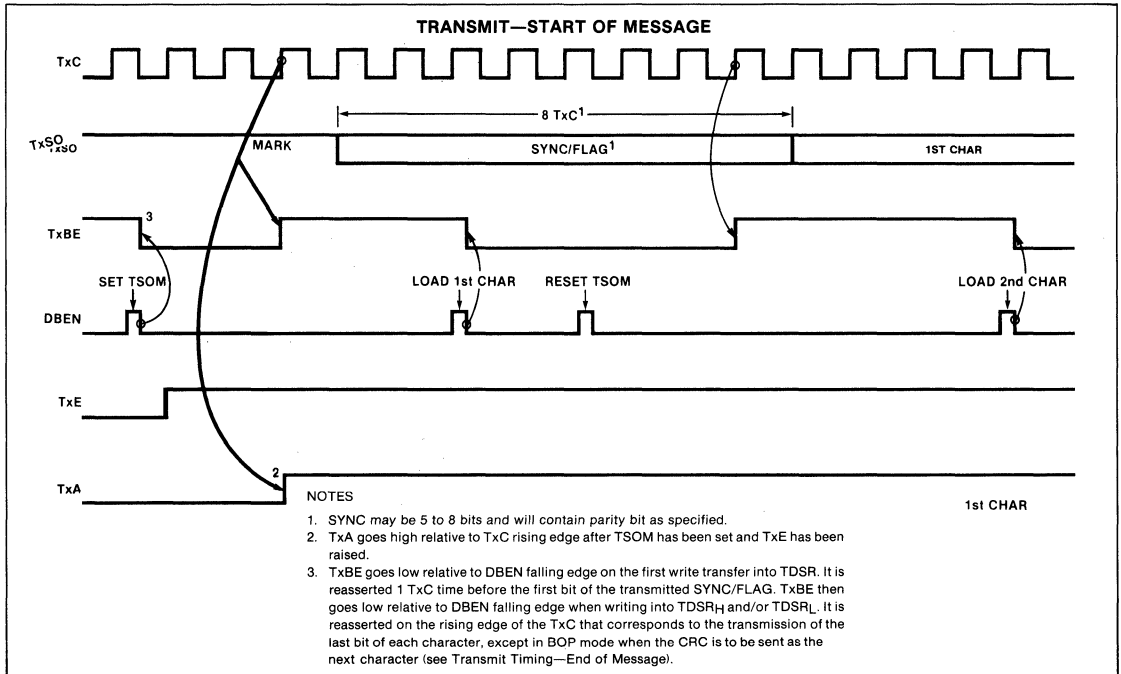 TRANSMIT—START OF MESSAGE
TxC
8 TxC1
TxSO
TxSO
MARK
SYNC/FLAG1
1ST CHAR
3
TxBE
SET TSOM
LOAD 1st CHAR
RESET TSOM
LOAD 2nd CHAR
DBEN
TxE
2
TxA
1st CHAR
NOTES
1. SYNC may be 5 to 8 bits and will contain parity bit as specified.
2. TxA goes high relative to TxC rising edge after TSOM has been set and TxE has been
raised.
3. TxBE goes low relative to DBEN falling edge on the first write transfer into TDSR. It is
reasserted 1 TxC time before the first bit of the transmitted SYNC/FLAG. TxBE then
goes low relative to DBEN falling edge when writing into TDSRH and/or TDSRL. It is
reasserted on the rising edge of the TxC that corresponds to the transmission of the
last bit of each character, except in BOP mode when the CRC is to be sent as the
next character (see Transmit Timing—End of Message).